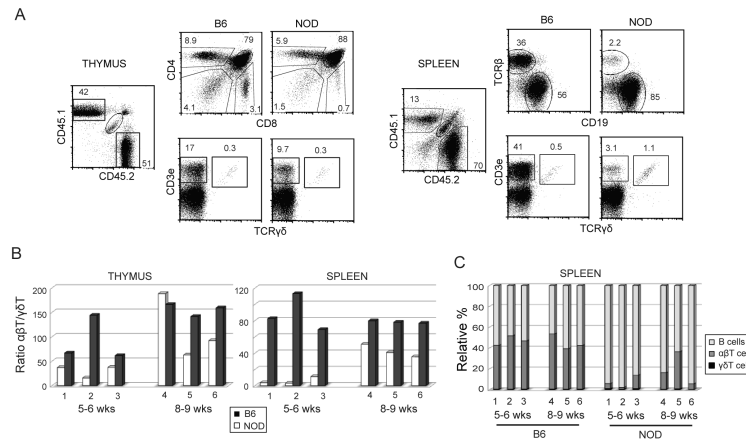 A
B6
NOD
B6
NOD
THYMUS
42
CD45.1
CD45.2
51
8.9
79
4.1
3.1
CD4
5.9
88
1.5
0.7
CD8
17
0.3
CD3e
9.7
0.3
TCRγδ
SPLEEN
13
CD45.1
CD45.2
70
36
56
TCRβ
2.2
85
CD19
41
0.5
CD3e
3.1
1.1
TCRγδ
B
THYMUS
SPLEEN
Ratio αβT/γδT
200
150
100
50
0
1 2 3
5-6 wks
4 5 6
8-9 wks
120
80
40
0
1 2 3
5-6 wks
4 5 6
8-9 wks
B6
NOD
C
SPLEEN
Relative %
100
80
60
40
20
0
1 2 3
4 5 6
1 2 3
4 5 6
5-6 wks
8-9 wks
5-6 wks
8-9 wks
B6
NOD
B cells
αβT ce
γδT ce